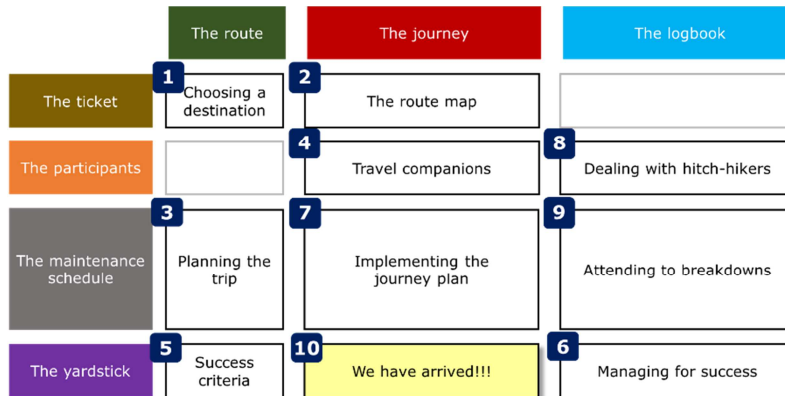 The route
The journey
The logbook
The ticket
1
Choosing a
destination
2
The route map
The participants
4
Travel companions
8
Dealing with hitch-hikers
The maintenance
schedule
3
Planning the
trip
7
Implementing the
journey plan
9
Attending to breakdowns
The yardstick
5
Success
criteria
10
We have arrived!!!
6
Managing for success